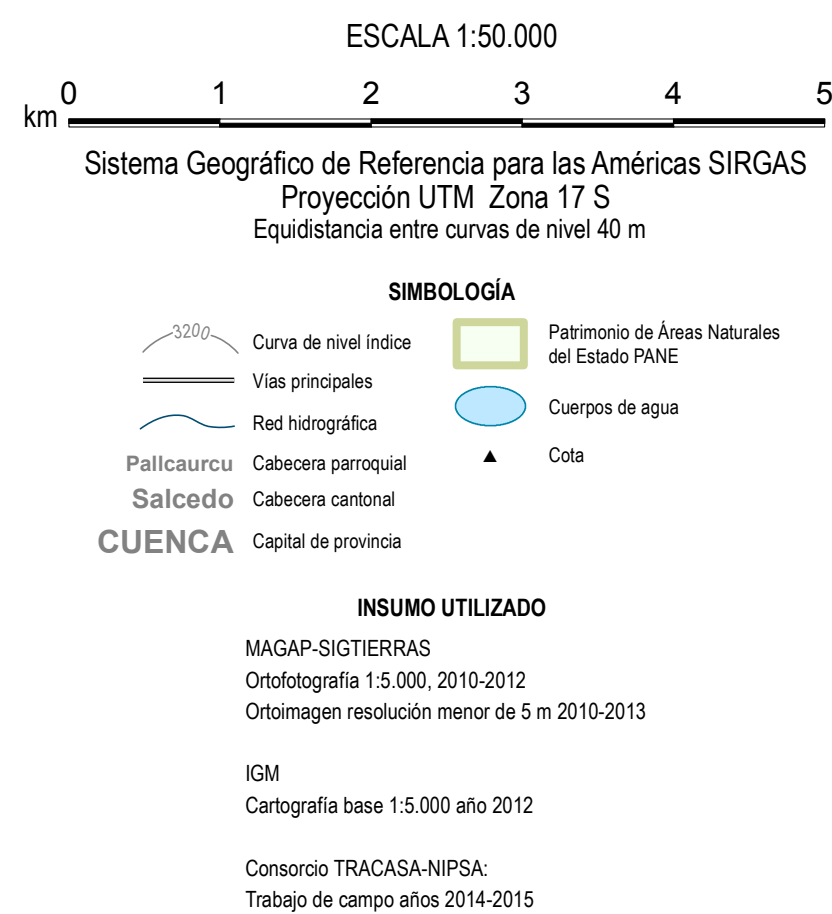 ESCALA 1:50.000
0 1 2 3 4 5
km
Sistema Geográfico de Referencia para las Américas SIRGAS
Proyección UTM Zona 17 S
Equidistancia entre curvas de nivel 40 m
SIMBOLOGÍA
3200
Curva de nivel índice
Vías principales
Red hidrográfica
Pallcaurcu Cabecera parroquial
Salcedo Cabecera cantonal
CUENCA Capital de provincia
Patrimonio de Áreas Naturales
del Estado PANE
Cuerpos de agua
Cota
INSUMO UTILIZADO
MAGAP-SIGTIERRAS
Ortofotografía 1:5.000, 2010-2012
Ortoimagen resolución menor de 5 m 2010-2013
IGM
Cartografía base 1:5.000 año 2012
Consorcio TRACASA-NIPSA:
Trabajo de campo años 2014-2015